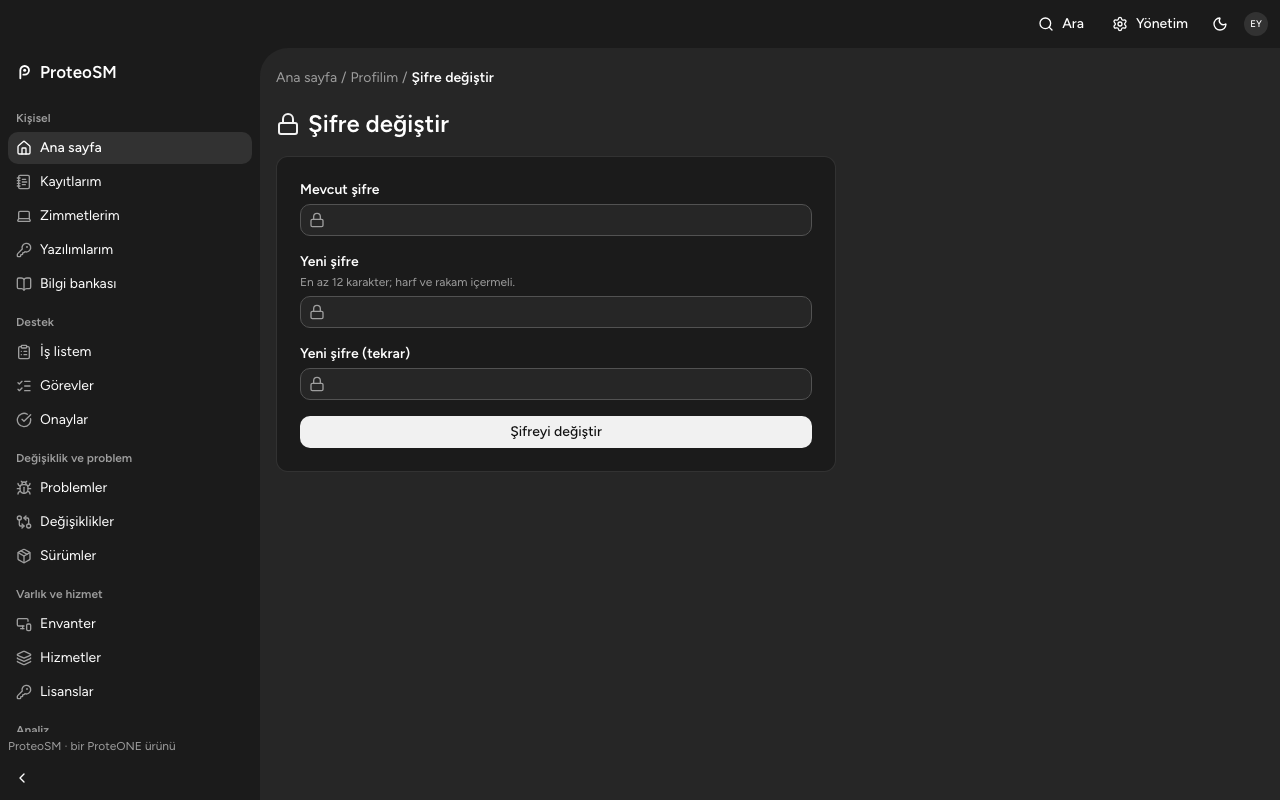 Ara
Yönetim
EY
ProteoSM
Kişisel
Ana sayfa
Kayıtlarım
Zimmetlerim
Yazılımlarım
Bilgi bankası
Destek
İş listem
Görevler
Onaylar
Değişiklik ve problem
Problemler
Değişiklikler
Sürümler
Varlık ve hizmet
Envanter
Hizmetler
Lisanslar
Analiz
ProteoSM · bir ProteONE ürünü
Ana sayfa / Profilim / Şifre değiştir
Şifre değiştir
Mevcut şifre
Yeni şifre
En az 12 karakter; harf ve rakam içermeli.
Yeni şifre (tekrar)
Şifreyi değiştir